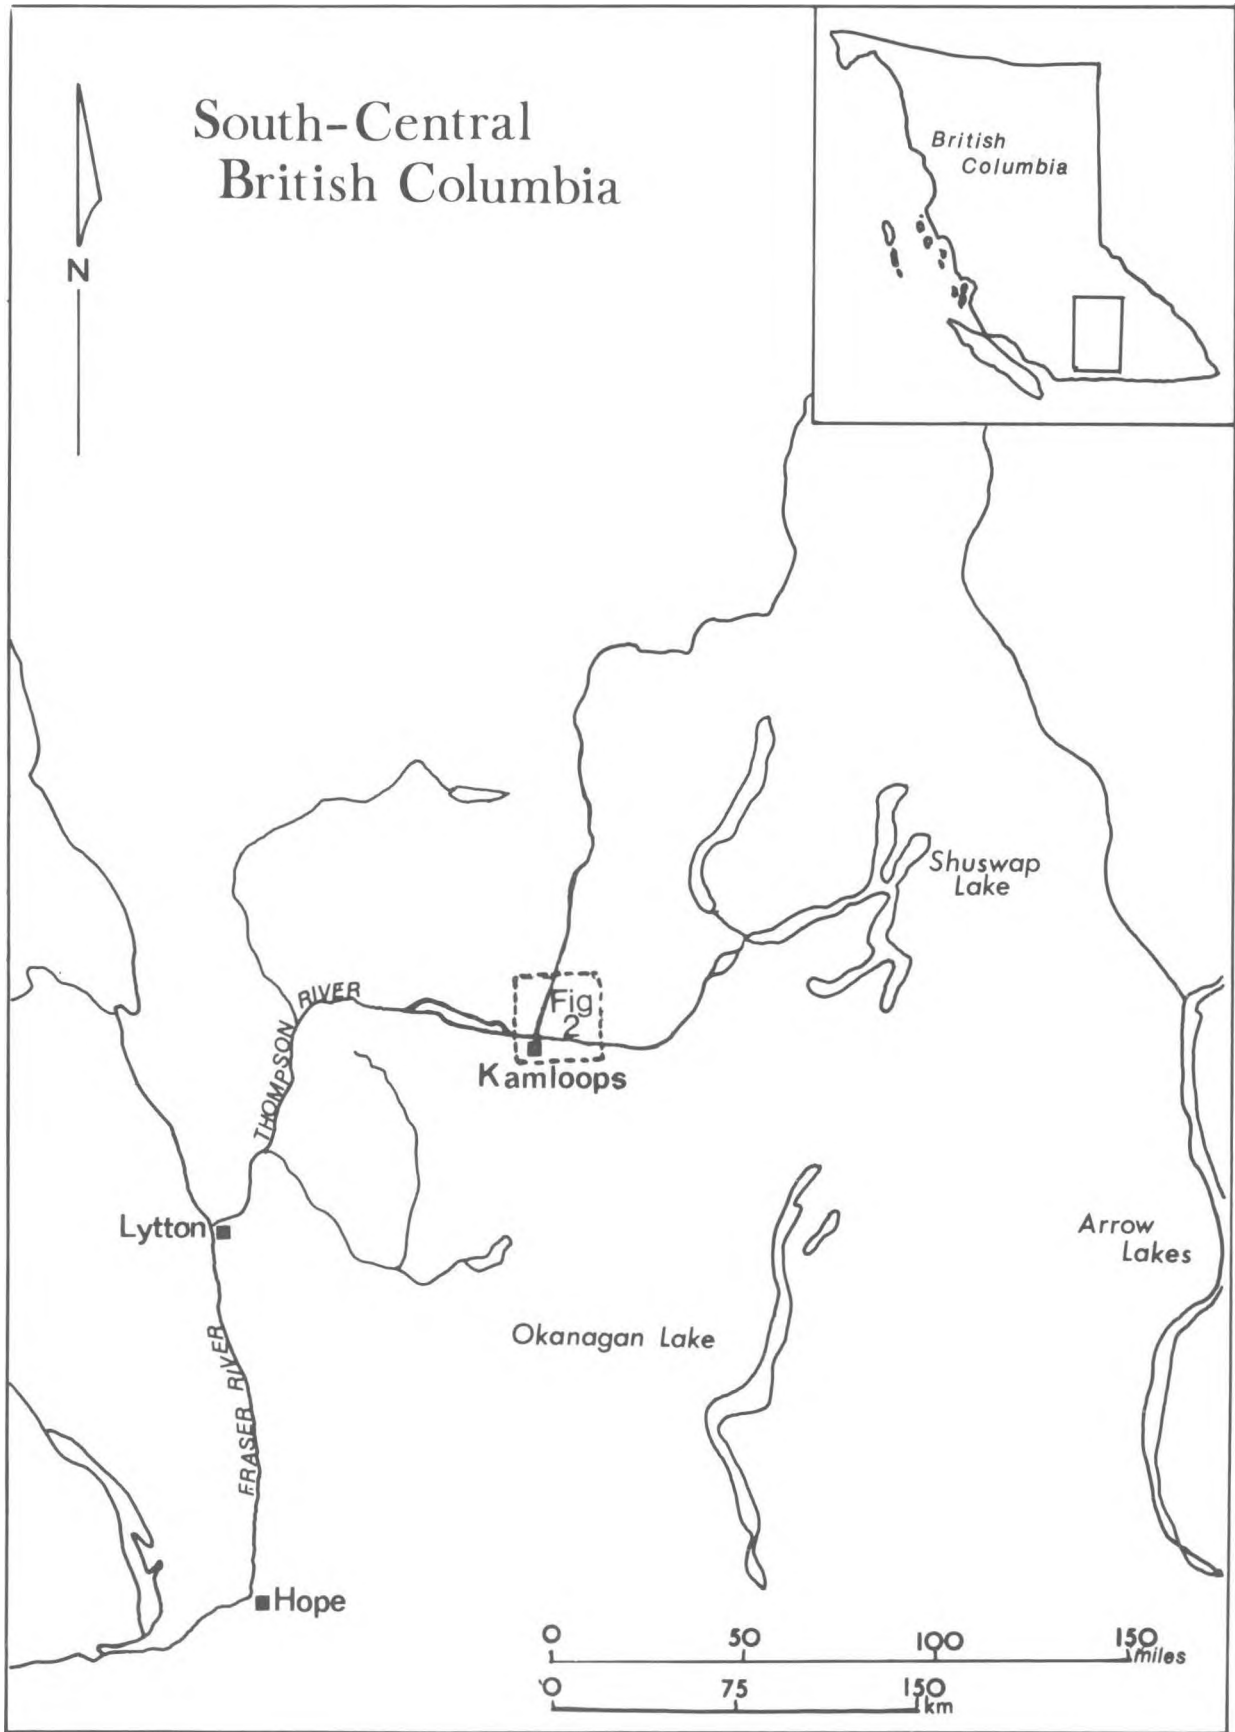 South-Central
British Columbia
N
British
Columbia
Shuswap
Lake
THOMPSON RIVER
Fig
2
Kamloops
Lytton
Arrow
Lakes
Okanagan Lake
FRASER RIVER
Hope
0 50 100 150
miles
0 75 150
km